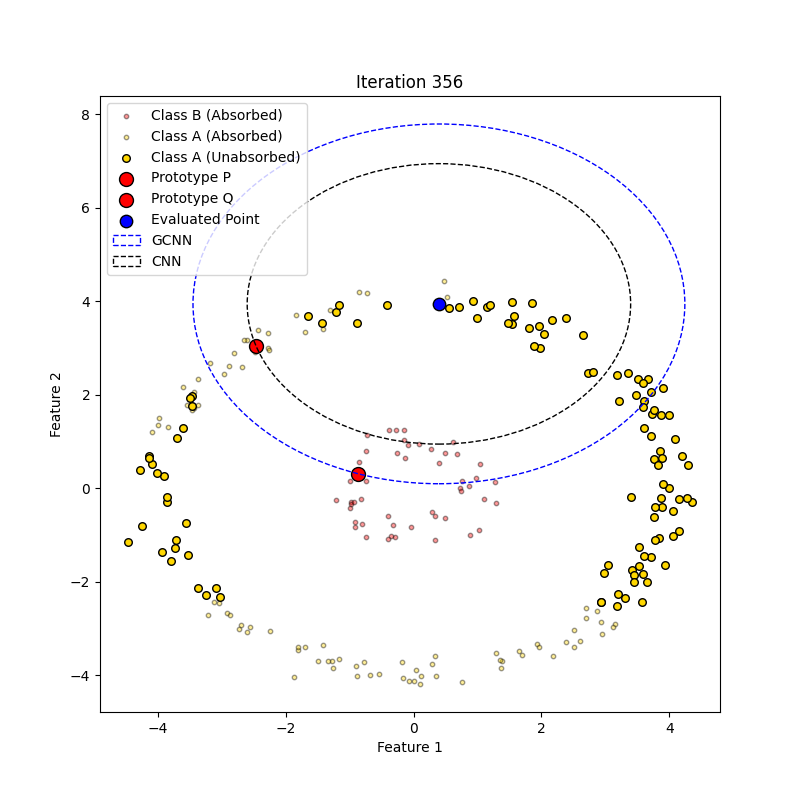 Iteration 356
Class B (Absorbed)
Class A (Absorbed)
Class A (Unabsorbed)
Prototype P
Prototype Q
Evaluated Point
GCNN
CNN
8
6
4
2
0
−2
−4
Feature 2
−4 −2 0 2 4
Feature 1